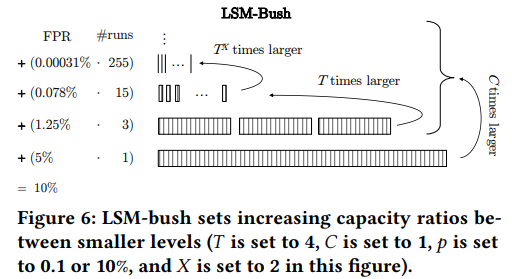 LSM-Bush
FPR #runs ⋮
+ (0.00031% · 255) ... T^X times larger
+ (0.078% · 15) ... T times larger
+ (1.25% · 3)
+ (5% · 1)
= 10%
C times larger
Figure 6: LSM-bush sets increasing capacity ratios be-
tween smaller levels (T is set to 4, C is set to 1, p is set
to 0.1 or 10%, and X is set to 2 in this figure).